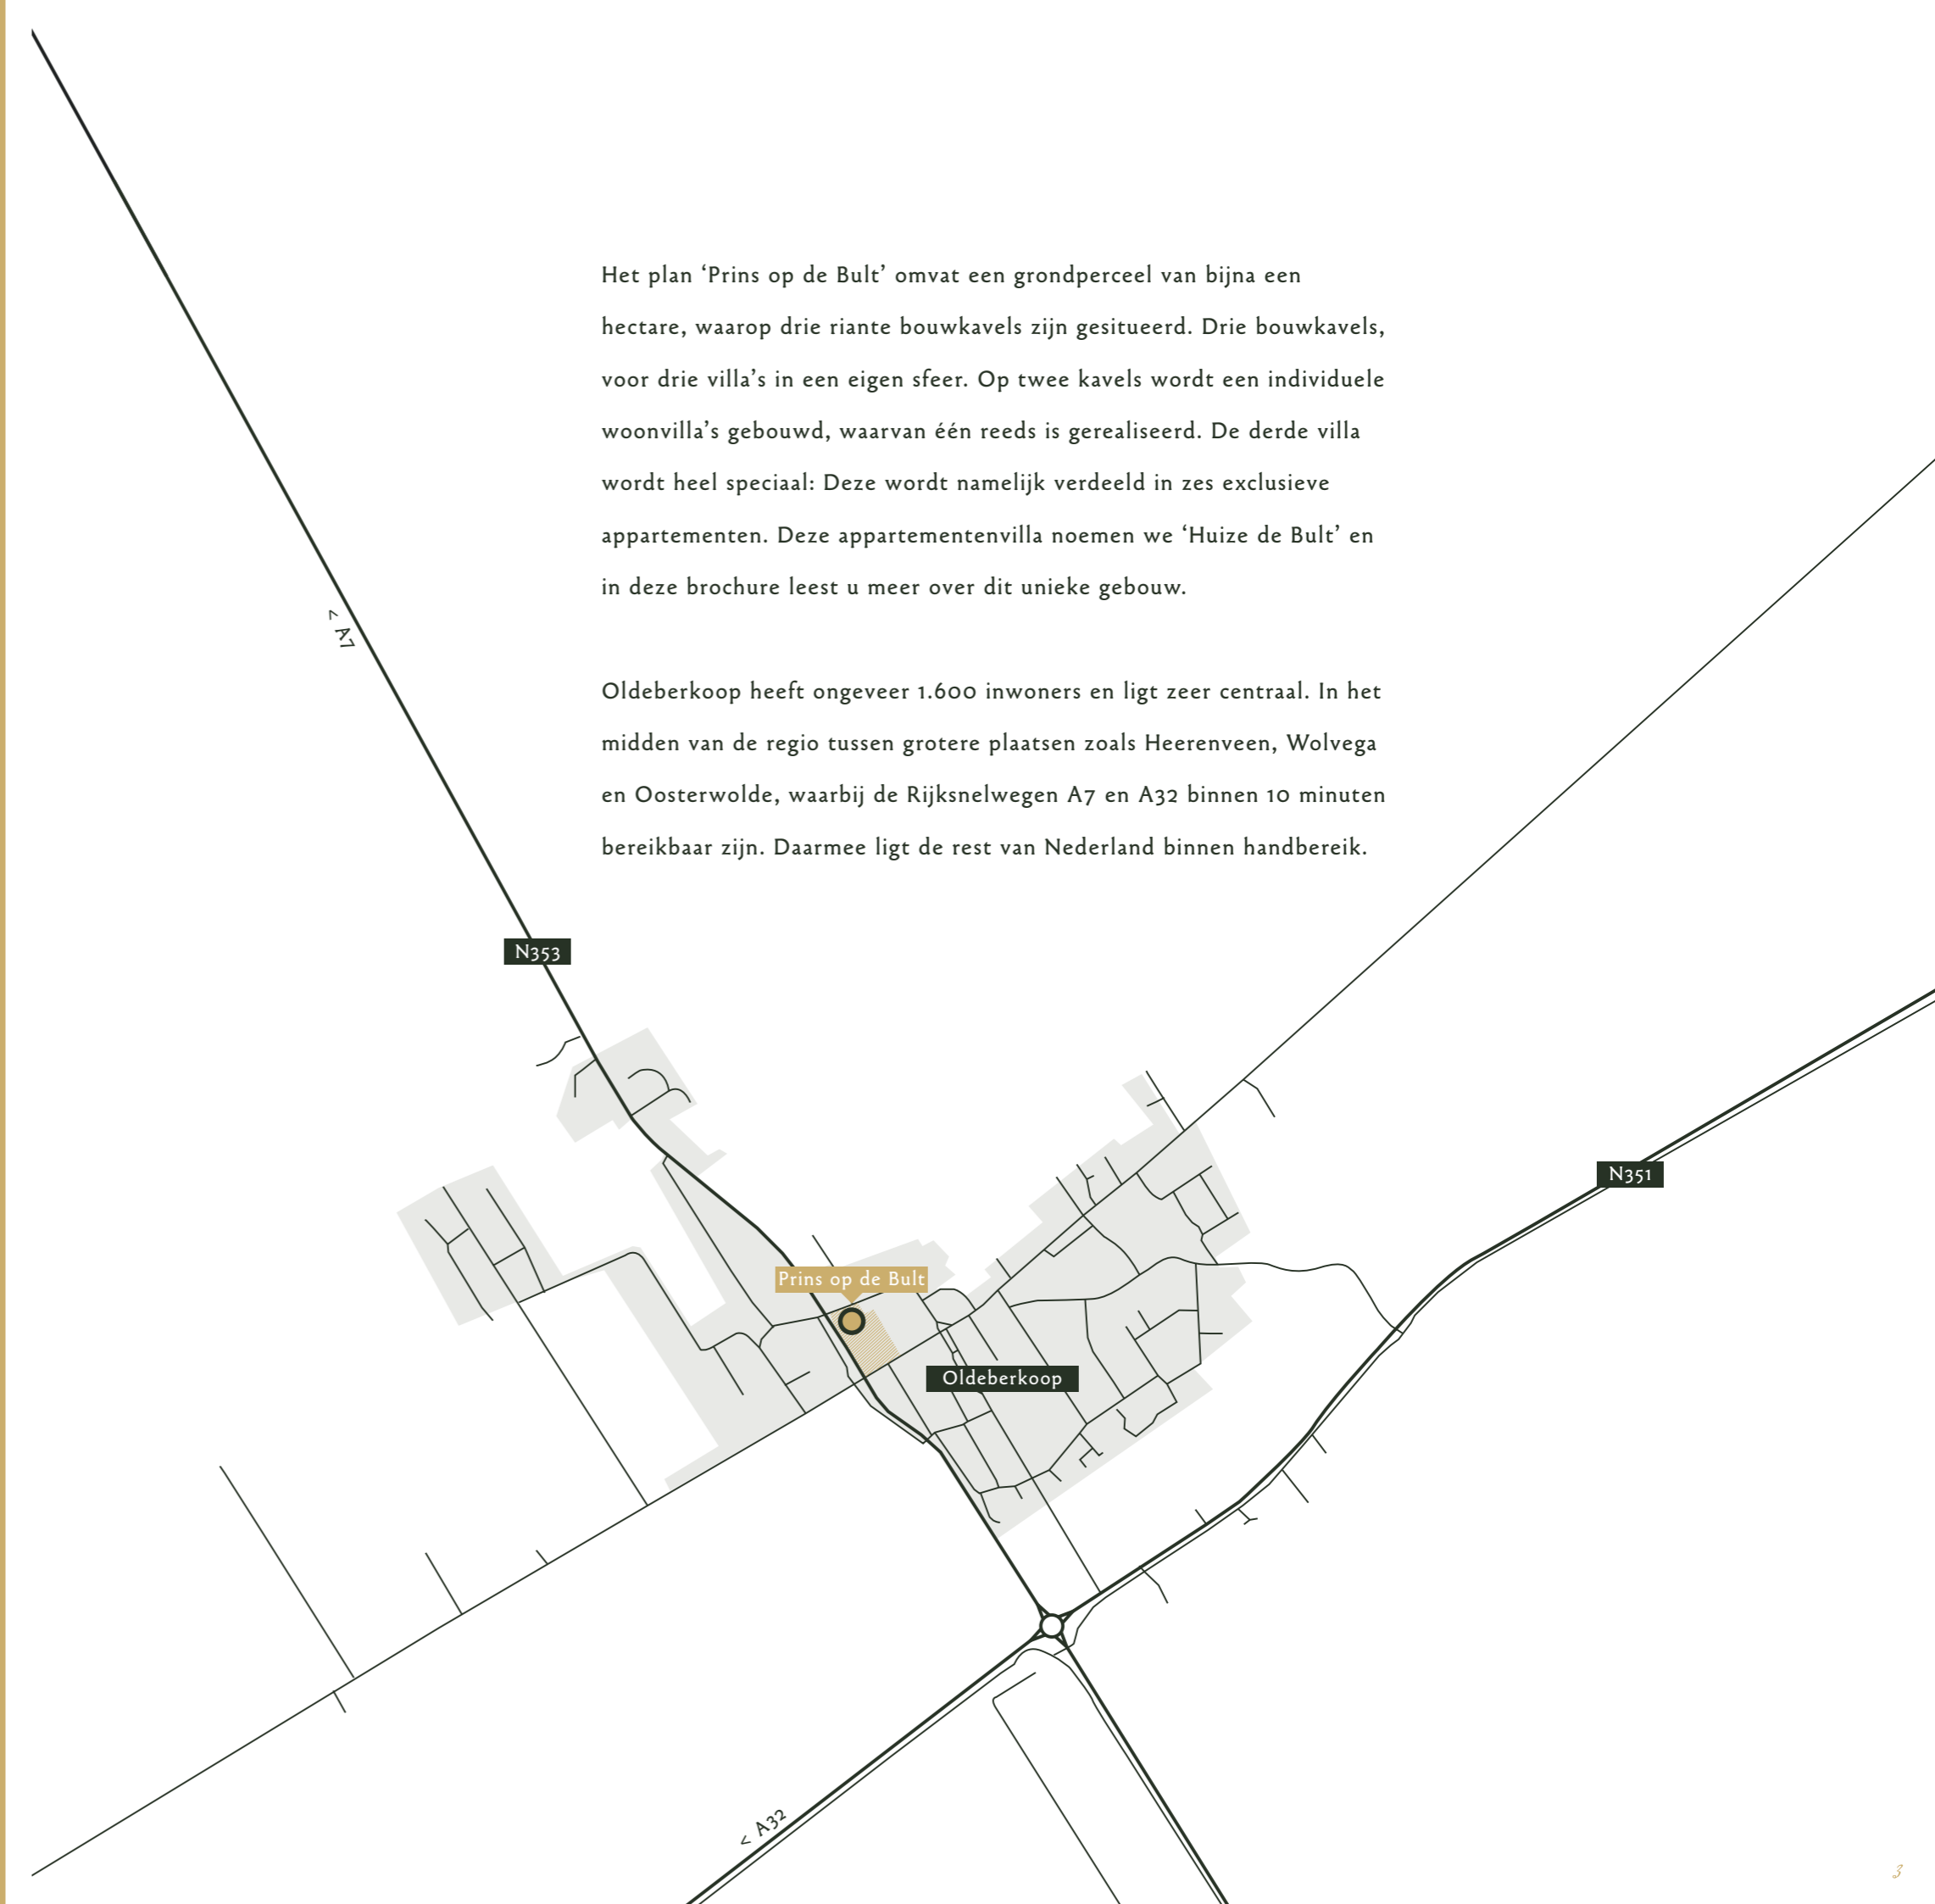 Het plan ‘Prins op de Bult’ omvat een grondperceel van bijna een
hectare, waarop drie riante bouwkavels zijn gesitueerd. Drie bouwkavels,
voor drie villa’s in een eigen sfeer. Op twee kavels wordt een individuele
woonvilla’s gebouwd, waarvan één reeds is gerealiseerd. De derde villa
wordt heel speciaal: Deze wordt namelijk verdeeld in zes exclusieve
appartementen. Deze appartementenvilla noemen we ‘Huize de Bult’ en
in deze brochure leest u meer over dit unieke gebouw.
Oldeberkoop heeft ongeveer 1.600 inwoners en ligt zeer centraal. In het
midden van de regio tussen grotere plaatsen zoals Heerenveen, Wolvega
en Oosterwolde, waarbij de Rijksnelwegen A7 en A32 binnen 10 minuten
bereikbaar zijn. Daarmee ligt de rest van Nederland binnen handbereik.
< A7
N353
N351
Prins op de Bult
Oldeberkoop
< A32
3